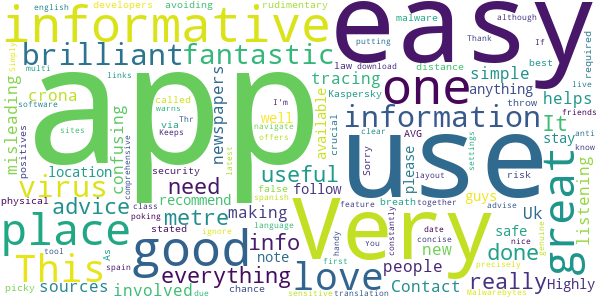 english developers avoiding rudimentary
malware although putting Thank If
informative easy
brilliant fantastic
multi links software called via warns I'm
Simply
app
tracing distance law download best required live
Kaspersky simple anything throw
one
newspapers well available helps
sites navigate
misleading crona confusing
positives
information It friends
Keeps Thr offers crucial clear AVG
stay anti know
location security useful follow please
use
great listening
virus need
comprehensive latest false spanish
Sorry layout settings risk
physical class recommend
advice metre making
feature breath together guys
language handy constantly advise
place good
Very
poking stated
info
You date concise
Uk safe
new nice done genuine
This
As tool spain
everything note love
first
people really
ignore
Contact Highly
picky sources involved due chance sensitive translation
precisely Malwarebytes